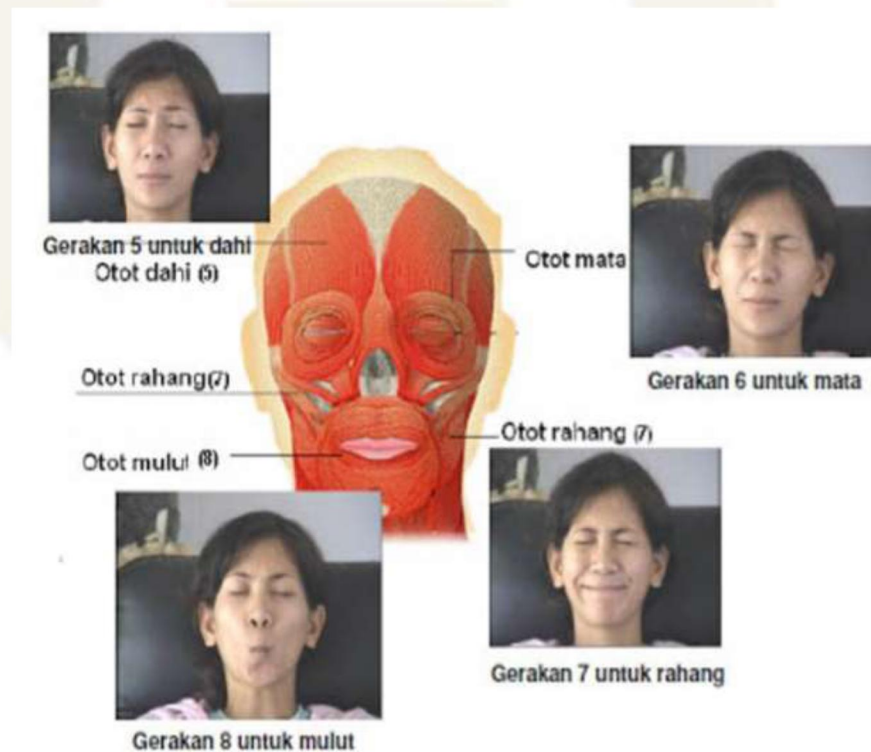 Gerakan 5 untuk dahi
Otot dahi (5)
Otot mata
Gerakan 6 untuk mata
Otot rahang(7)
Otot rahang (7)
Otot mulut (8)
Gerakan 7 untuk rahang
Gerakan 8 untuk mulut